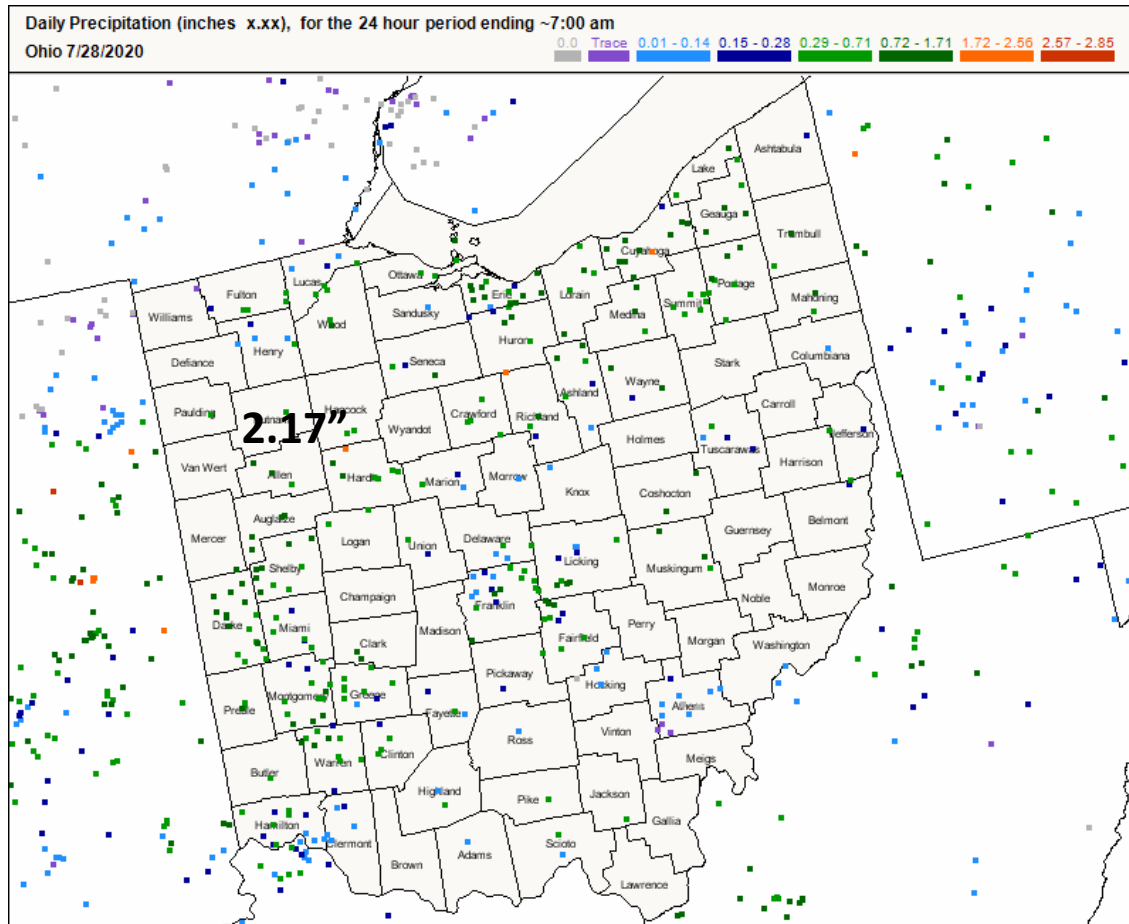 Daily Precipitation (inches x.xx), for the 24 hour period ending ~7:00 am
Ohio 7/28/2020
0.0 Trace 0.01 - 0.14 0.15 - 0.28 0.29 - 0.71 0.72 - 1.71 1.72 - 2.56 2.57 - 2.85
Ashtabula
Lake
Geauga
Trumbull
Cuyahoga
Ottawa
Lucas
Fulton
Erie
Lorain
Portage
Summit
Mahoning
Williams
Wood
Sandusky
Medina
Huron
Henry
Columbiana
Defiance
Seneca
Stark
Wayne
Ashland
Carroll
Paulding
Hancock
Crawford
Richland
Wyandot
2.17”
Jefferson
Holmes
Tuscarawas
Harrison
Van Wert
Allen
Hardin
Marion
Morrow
Knox
Coshocton
Auglaize
Belmont
Guernsey
Mercer
Logan
Union
Delaware
Licking
Muskingum
Shelby
Champaign
Monroe
Noble
Franklin
Darke
Miami
Madison
Perry
Fairfield
Morgan
Washington
Clark
Pickaway
Hocking
Montgomery
Greene
Preble
Athens
Fayette
Vinton
Ross
Clinton
Warren
Meigs
Butler
Highland
Pike
Jackson
Gallia
Hamilton
Clermont
Scioto
Adams
Brown
Lawrence